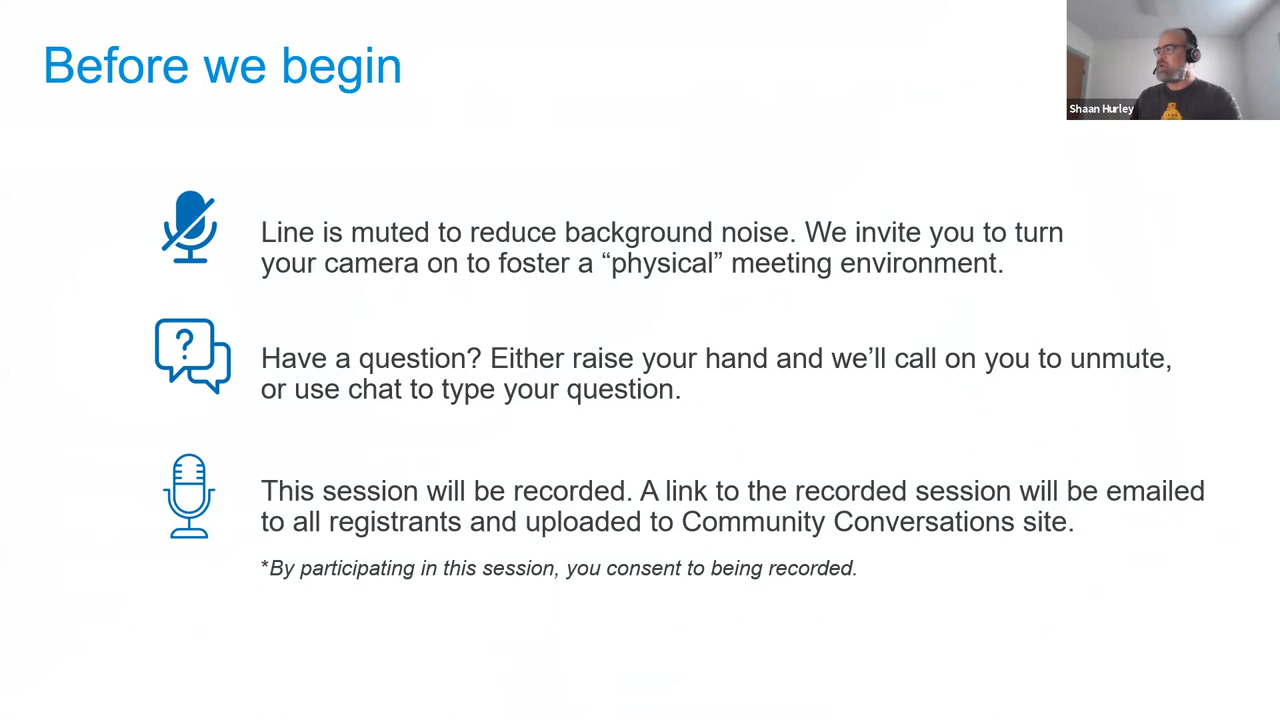 Before we begin
Shaan Hurley
Line is muted to reduce background noise. We invite you to turn
your camera on to foster a “physical” meeting environment.
?
Have a question? Either raise your hand and we’ll call on you to unmute,
or use chat to type your question.
This session will be recorded. A link to the recorded session will be emailed
to all registrants and uploaded to Community Conversations site.
*By participating in this session, you consent to being recorded.